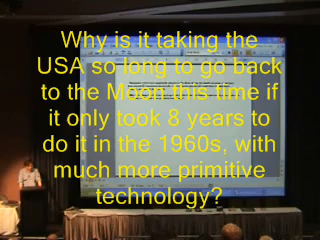 Why is it taking the
USA so long to go back
to the Moon this time if
it only took 8 years to
do it in the 1960s, with
much more primitive
technology?